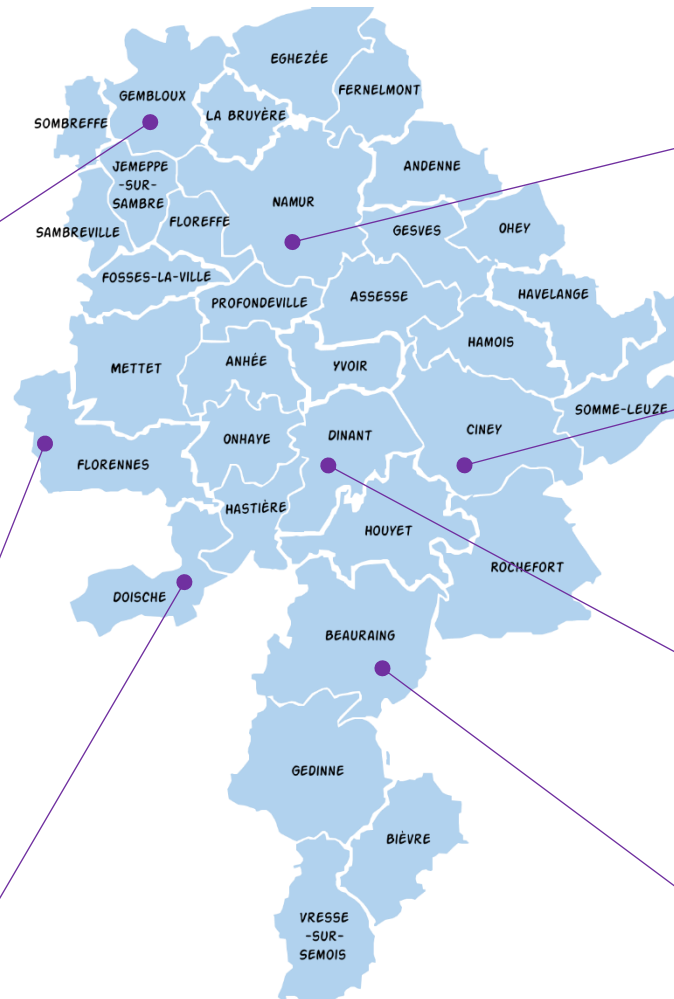 EGHEZÉE
FERNELMONT
GEMBLOUX
LA BRUYÈRE
SOMBREFFE
JEMEPPE
-SUR-
SAMBRE
ANDENNE
NAMUR
FLOREFFE
SAMBREVILLE
GESVES
OHEY
FOSSES-LA-VILLE
PROFONDEVILLE
ASSESSE
HAVELANGE
HAMOIS
METTET
ANHÉE
YVOIR
SOMME-LEUZE
ONHAYE
DINANT
CINEY
FLORENNES
HASTIÈRE
HOUYET
ROCHEFORT
DOISCHE
BEAURAING
GEDINNE
BIÈVRE
VRESSE
-SUR-
SEMOIS